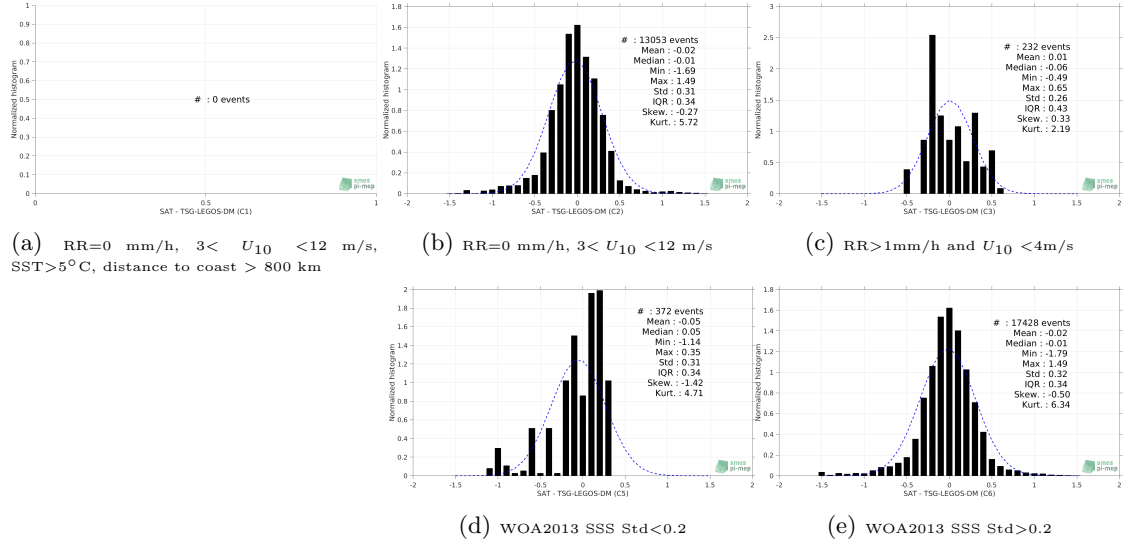 1
0.9
0.8
0.7
0.6
0.5
0.4
0.3
0.2
0.1
0
0
0.5
1
Normalized histogram
# : 0 events
SAT - TSG-LEGOS-DM (C1)
smos
pi-mep
1.8
1.6
1.4
1.2
1
0.8
0.6
0.4
0.2
0
-2
-1.5
-1
-0.5
0
0.5
1
1.5
2
Normalized histogram
# : 13053 events
Mean : -0.02
Median : -0.01
Min : -1.69
Max : 1.49
Std : 0.31
IQR : 0.34
Skew. : -0.27
Kurt. : 5.72
SAT - TSG-LEGOS-DM (C2)
smos
pi-mep
3
2.5
2
1.5
1
0.5
0
-2
-1.5
-1
-0.5
0
0.5
1
1.5
2
Normalized histogram
# : 232 events
Mean : 0.01
Median : -0.06
Min : -0.49
Max : 0.65
Std : 0.26
IQR : 0.43
Skew. : 0.33
Kurt. : 2.19
SAT - TSG-LEGOS-DM (C3)
smos
pi-mep
(a) RR=0 mm/h, 3< U10 <12 m/s,
SST>5°C, distance to coast > 800 km
(b) RR=0 mm/h, 3< U10 <12 m/s
(c) RR>1mm/h and U10 <4m/s
2
1.8
1.6
1.4
1.2
1
0.8
0.6
0.4
0.2
0
-2
-1.5
-1
-0.5
0
0.5
1
1.5
2
Normalized histogram
# : 372 events
Mean : -0.05
Median : 0.05
Min : -1.14
Max : 0.35
Std : 0.31
IQR : 0.34
Skew. : -1.42
Kurt. : 4.71
SAT - TSG-LEGOS-DM (C5)
smos
pi-mep
1.8
1.6
1.4
1.2
1
0.8
0.6
0.4
0.2
0
-2
-1.5
-1
-0.5
0
0.5
1
1.5
2
Normalized histogram
# : 17428 events
Mean : -0.02
Median : -0.01
Min : -1.79
Max : 1.49
Std : 0.32
IQR : 0.34
Skew. : -0.50
Kurt. : 6.34
SAT - TSG-LEGOS-DM (C6)
smos
pi-mep
(d) WOA2013 SSS Std<0.2
(e) WOA2013 SSS Std>0.2